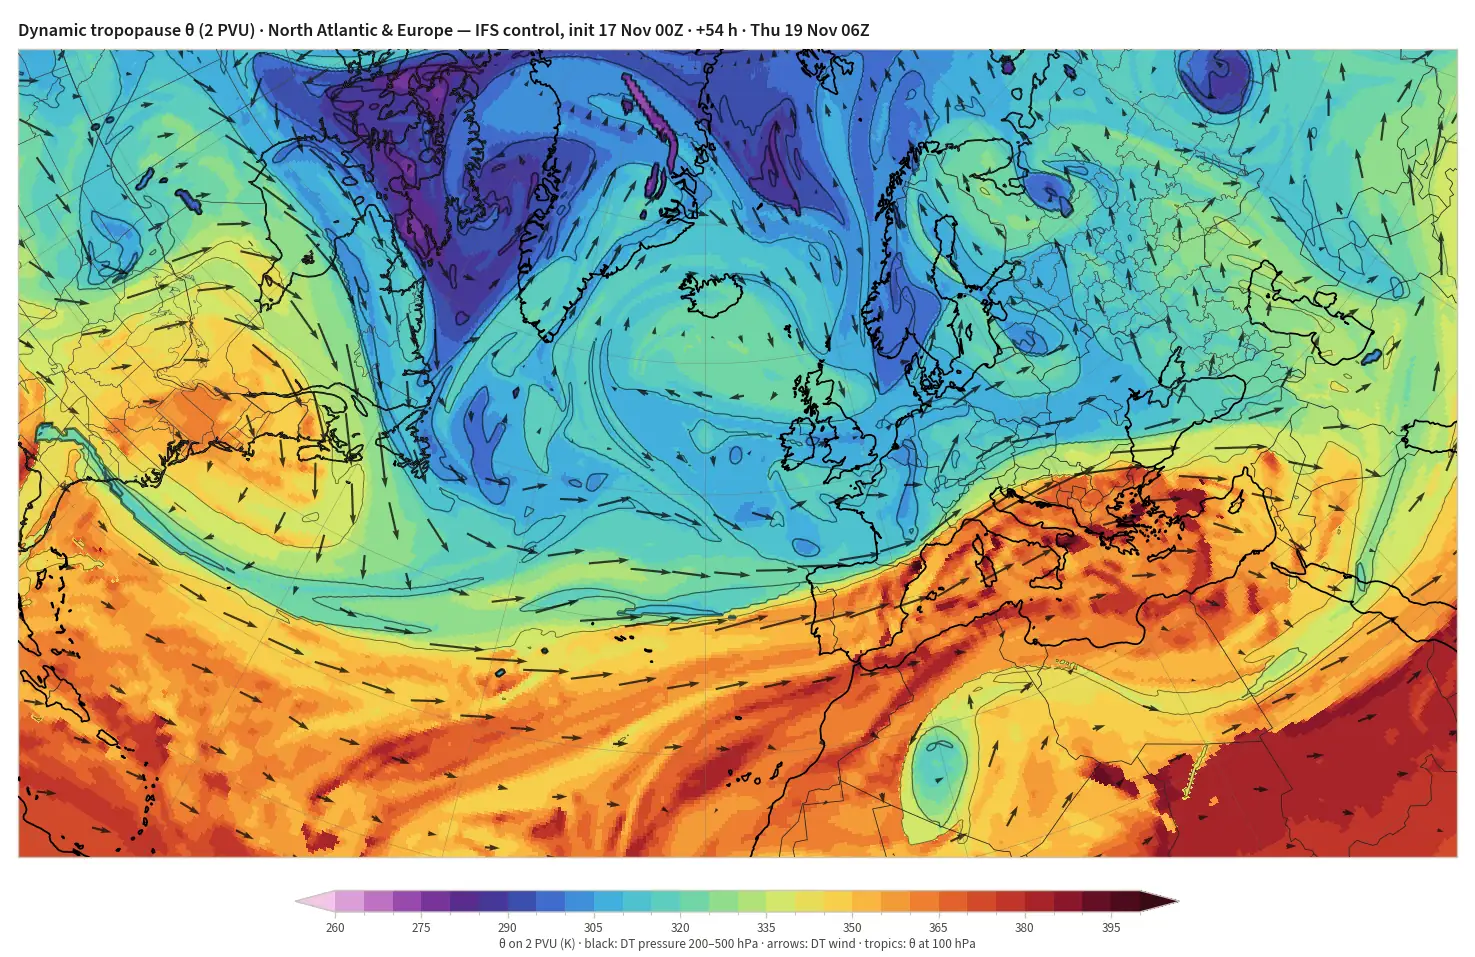 Dynamic tropopause θ (2 PVU) · North Atlantic & Europe — IFS control, init 17 Nov 00Z · +54 h · Thu 19 Nov 06Z
260 275 290 305 320 335 350 365 380 395
θ on 2 PVU (K) · black: DT pressure 200–500 hPa · arrows: DT wind · tropics: θ at 100 hPa